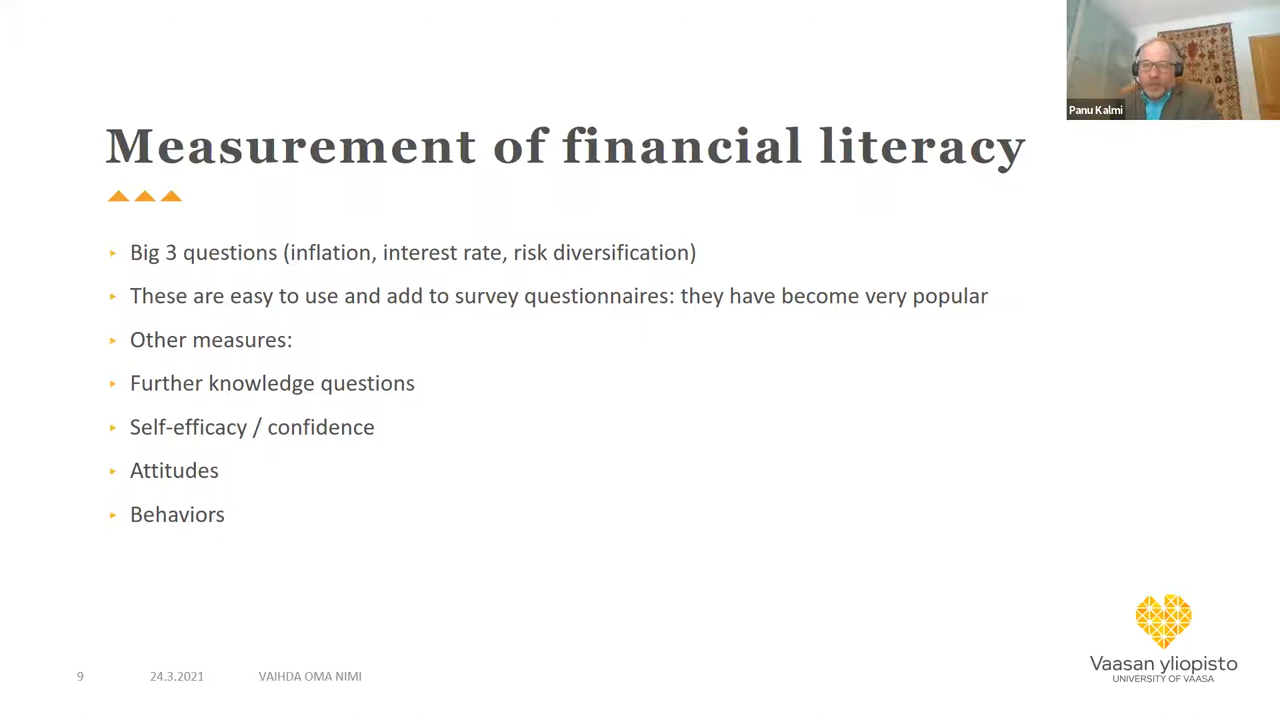 Panu Kalmi
Measurement of financial literacy
Big 3 questions (inflation, interest rate, risk diversification)
These are easy to use and add to survey questionnaires: they have become very popular
Other measures:
Further knowledge questions
Self-efficacy / confidence
Attitudes
Behaviors
Vaasan yliopisto
UNIVERSITY OF VAASA
9 24.3.2021 VAIHDA OMA NIMI